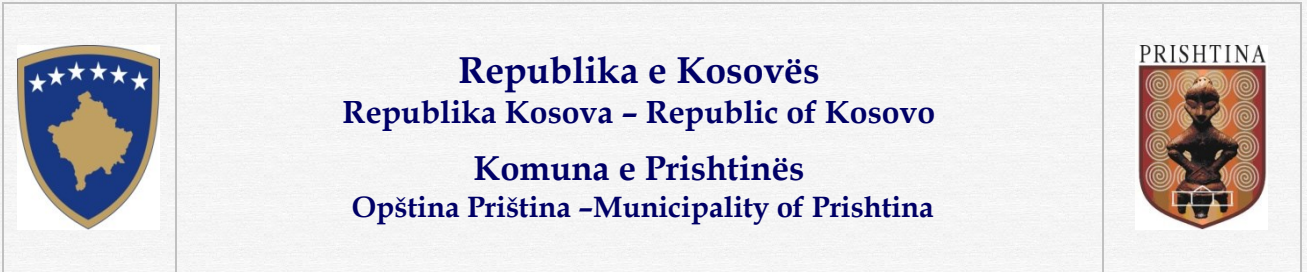 Republika e Kosovës
Republika Kosova – Republic of Kosovo
Komuna e Prishtinës
Opština Priština –Municipality of Prishtina
PRISHTINA